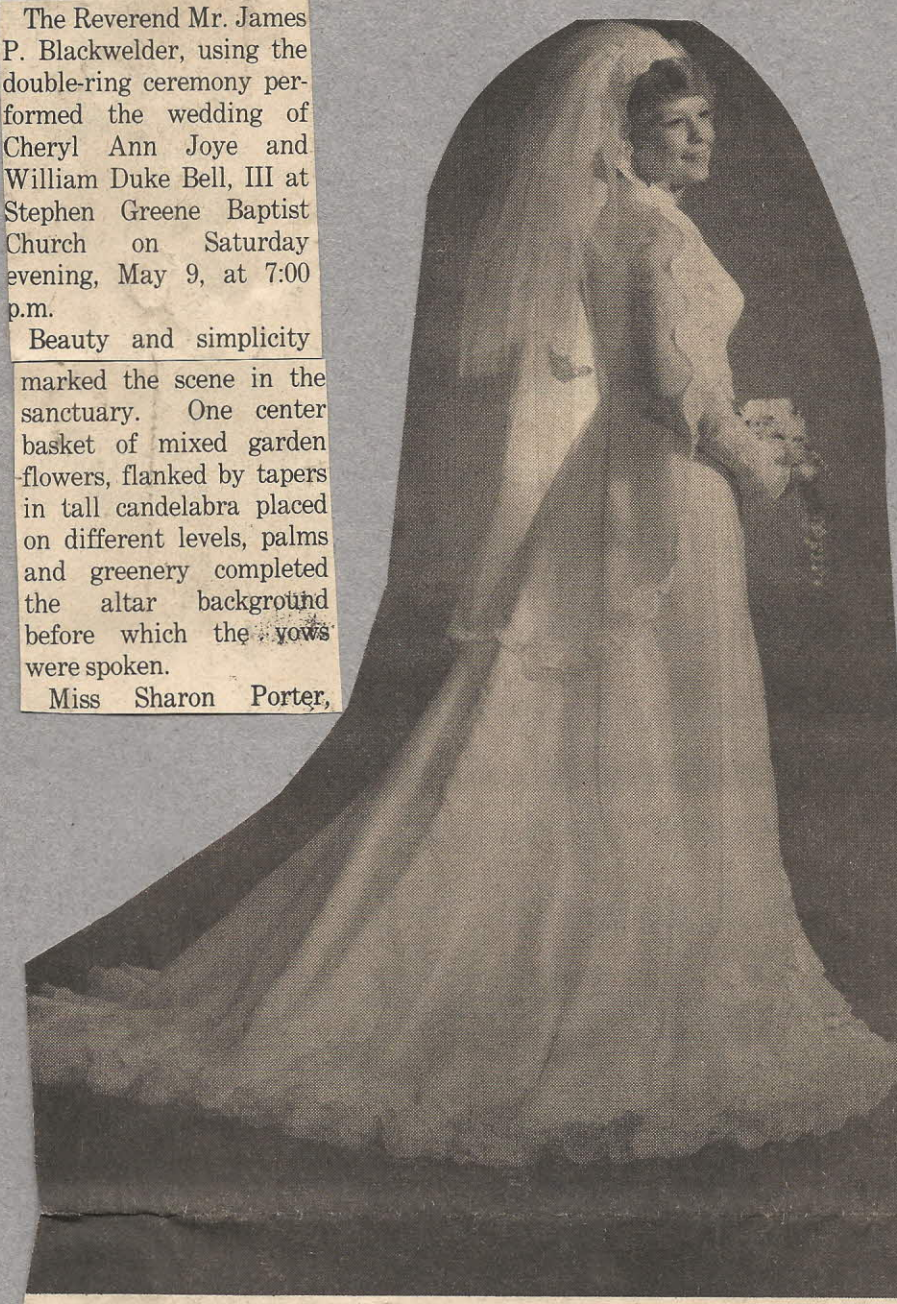 The Reverend Mr. James
P. Blackwelder, using the
double-ring ceremony per-
formed the wedding of
Cheryl Ann Joye and
William Duke Bell, III at
Stephen Greene Baptist
Church on Saturday
evening, May 9, at 7:00
p.m.
Beauty and simplicity
marked the scene in the
sanctuary. One center
basket of mixed garden
flowers, flanked by tapers
in tall candelabra placed
on different levels, palms
and greenery completed
the altar background
before which the vows
were spoken.
Miss Sharon Porter,